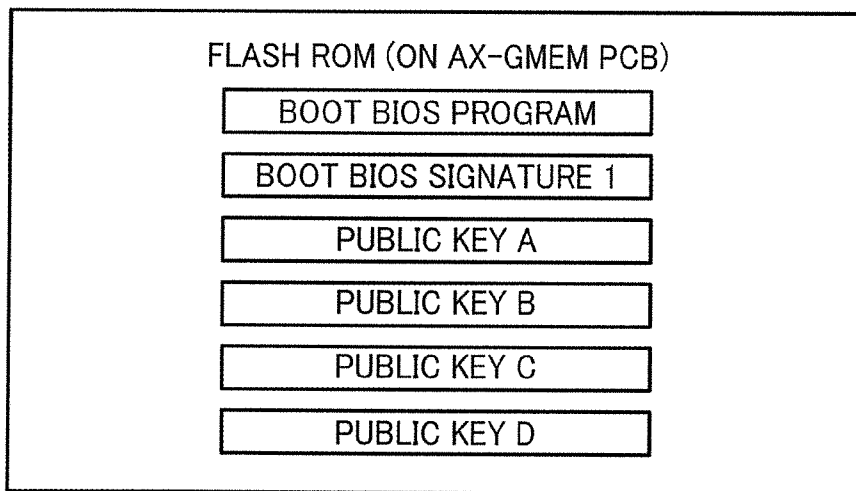 FLASH ROM (ON AX-GMEM PCB)
BOOT BIOS PROGRAM
BOOT BIOS SIGNATURE 1
PUBLIC KEY A
PUBLIC KEY B
PUBLIC KEY C
PUBLIC KEY D